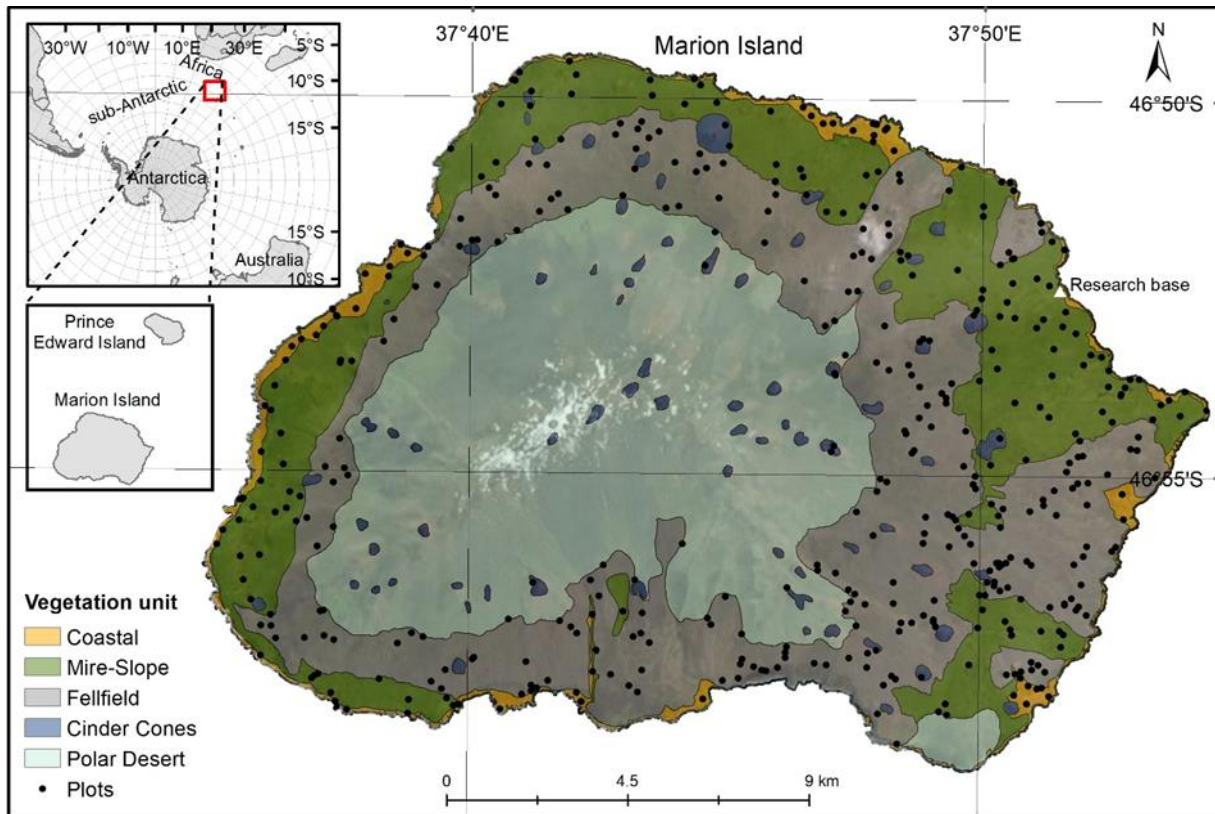 30°W 10°W 10°E 30°E
5°S
10°S
15°S
Africa
sub-Antarctic
Antarctica
15°S
Australia
10°S
Prince
Edward Island
Marion Island
Vegetation unit
Coastal
Mire-Slope
Fellfield
Cinder Cones
Polar Desert
Plots
37°40'E
Marion Island
37°50'E
N
46°50'S
Research base
46°55'S
0 4.5 9 km